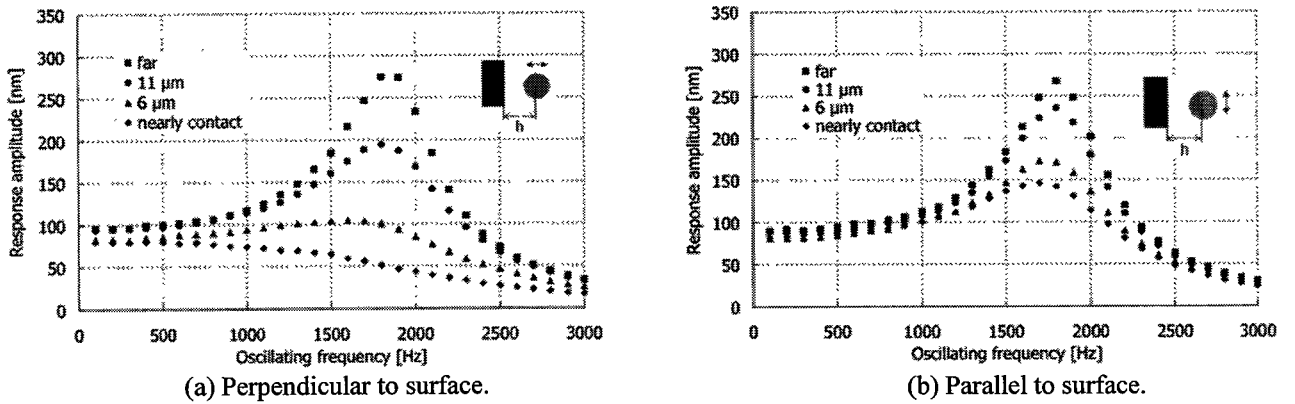 350
300
250
200
150
100
50
0
Response amplitude [nm]
far
11 μm
6 μm
nearly contact
h
0 500 1000 1500 2000 2500 3000
Oscillating frequency [Hz]
(a) Perpendicular to surface.
350
300
250
200
150
100
50
0
Response amplitude [nm]
far
11 μm
6 μm
nearly contact
h
0 500 1000 1500 2000 2500 3000
Oscillating frequency [Hz]
(b) Parallel to surface.